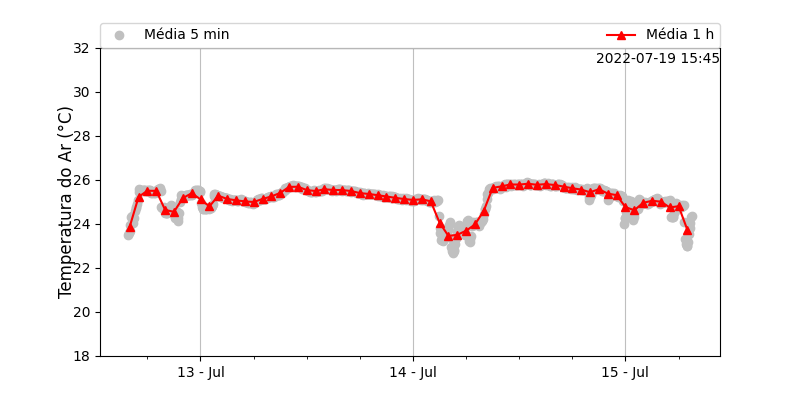 Média 5 min
Média 1 h
2022-07-19 15:45
Temperatura do Ar (°C)
32
30
28
26
24
22
20
18
13 - Jul
14 - Jul
15 - Jul